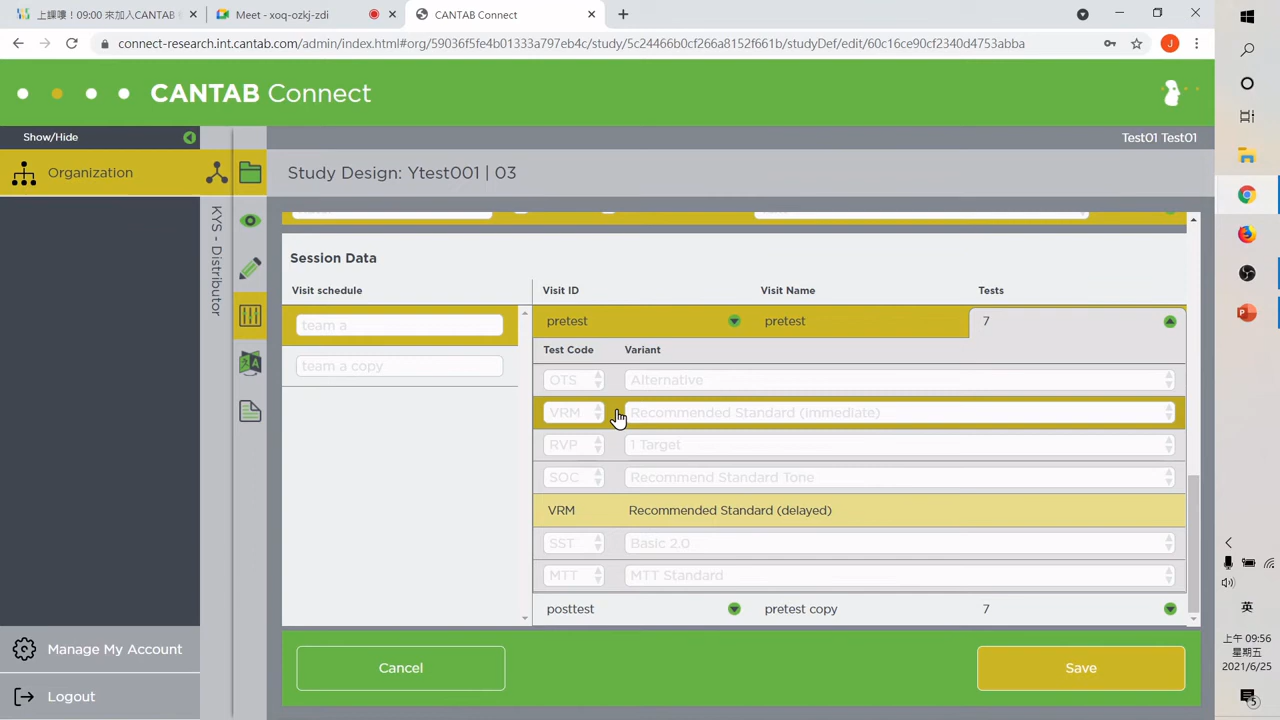 上課嘍！09:00 來加入CANTAB
Meet - xoq-ozkj-zdi
CANTAB Connect
connect-research.int.cantab.com/admin/index.html#org/59036f5fe4b01333a797eb4c/study/5c24466b0cf266a8152f661b/studyDef/edit/60c16ce90cf2340d4753abba
J
CANTAB Connect
Show/Hide
Test01 Test01
Organization
Study Design: Ytest001 | 03
KYS - Distributor
Session Data
Visit schedule
Visit ID
Visit Name
Tests
team a
pretest
pretest
7
Test Code
Variant
team a copy
OTS
Alternative
VRM
Recommended Standard (immediate)
RVP
1 Target
SOC
Recommend Standard Tone
VRM
Recommended Standard (delayed)
SST
Basic 2.0
MTT
MTT Standard
posttest
pretest copy
7
Manage My Account
Cancel
Save
Logout
英
上午 09:56
星期五
2021/6/25
5